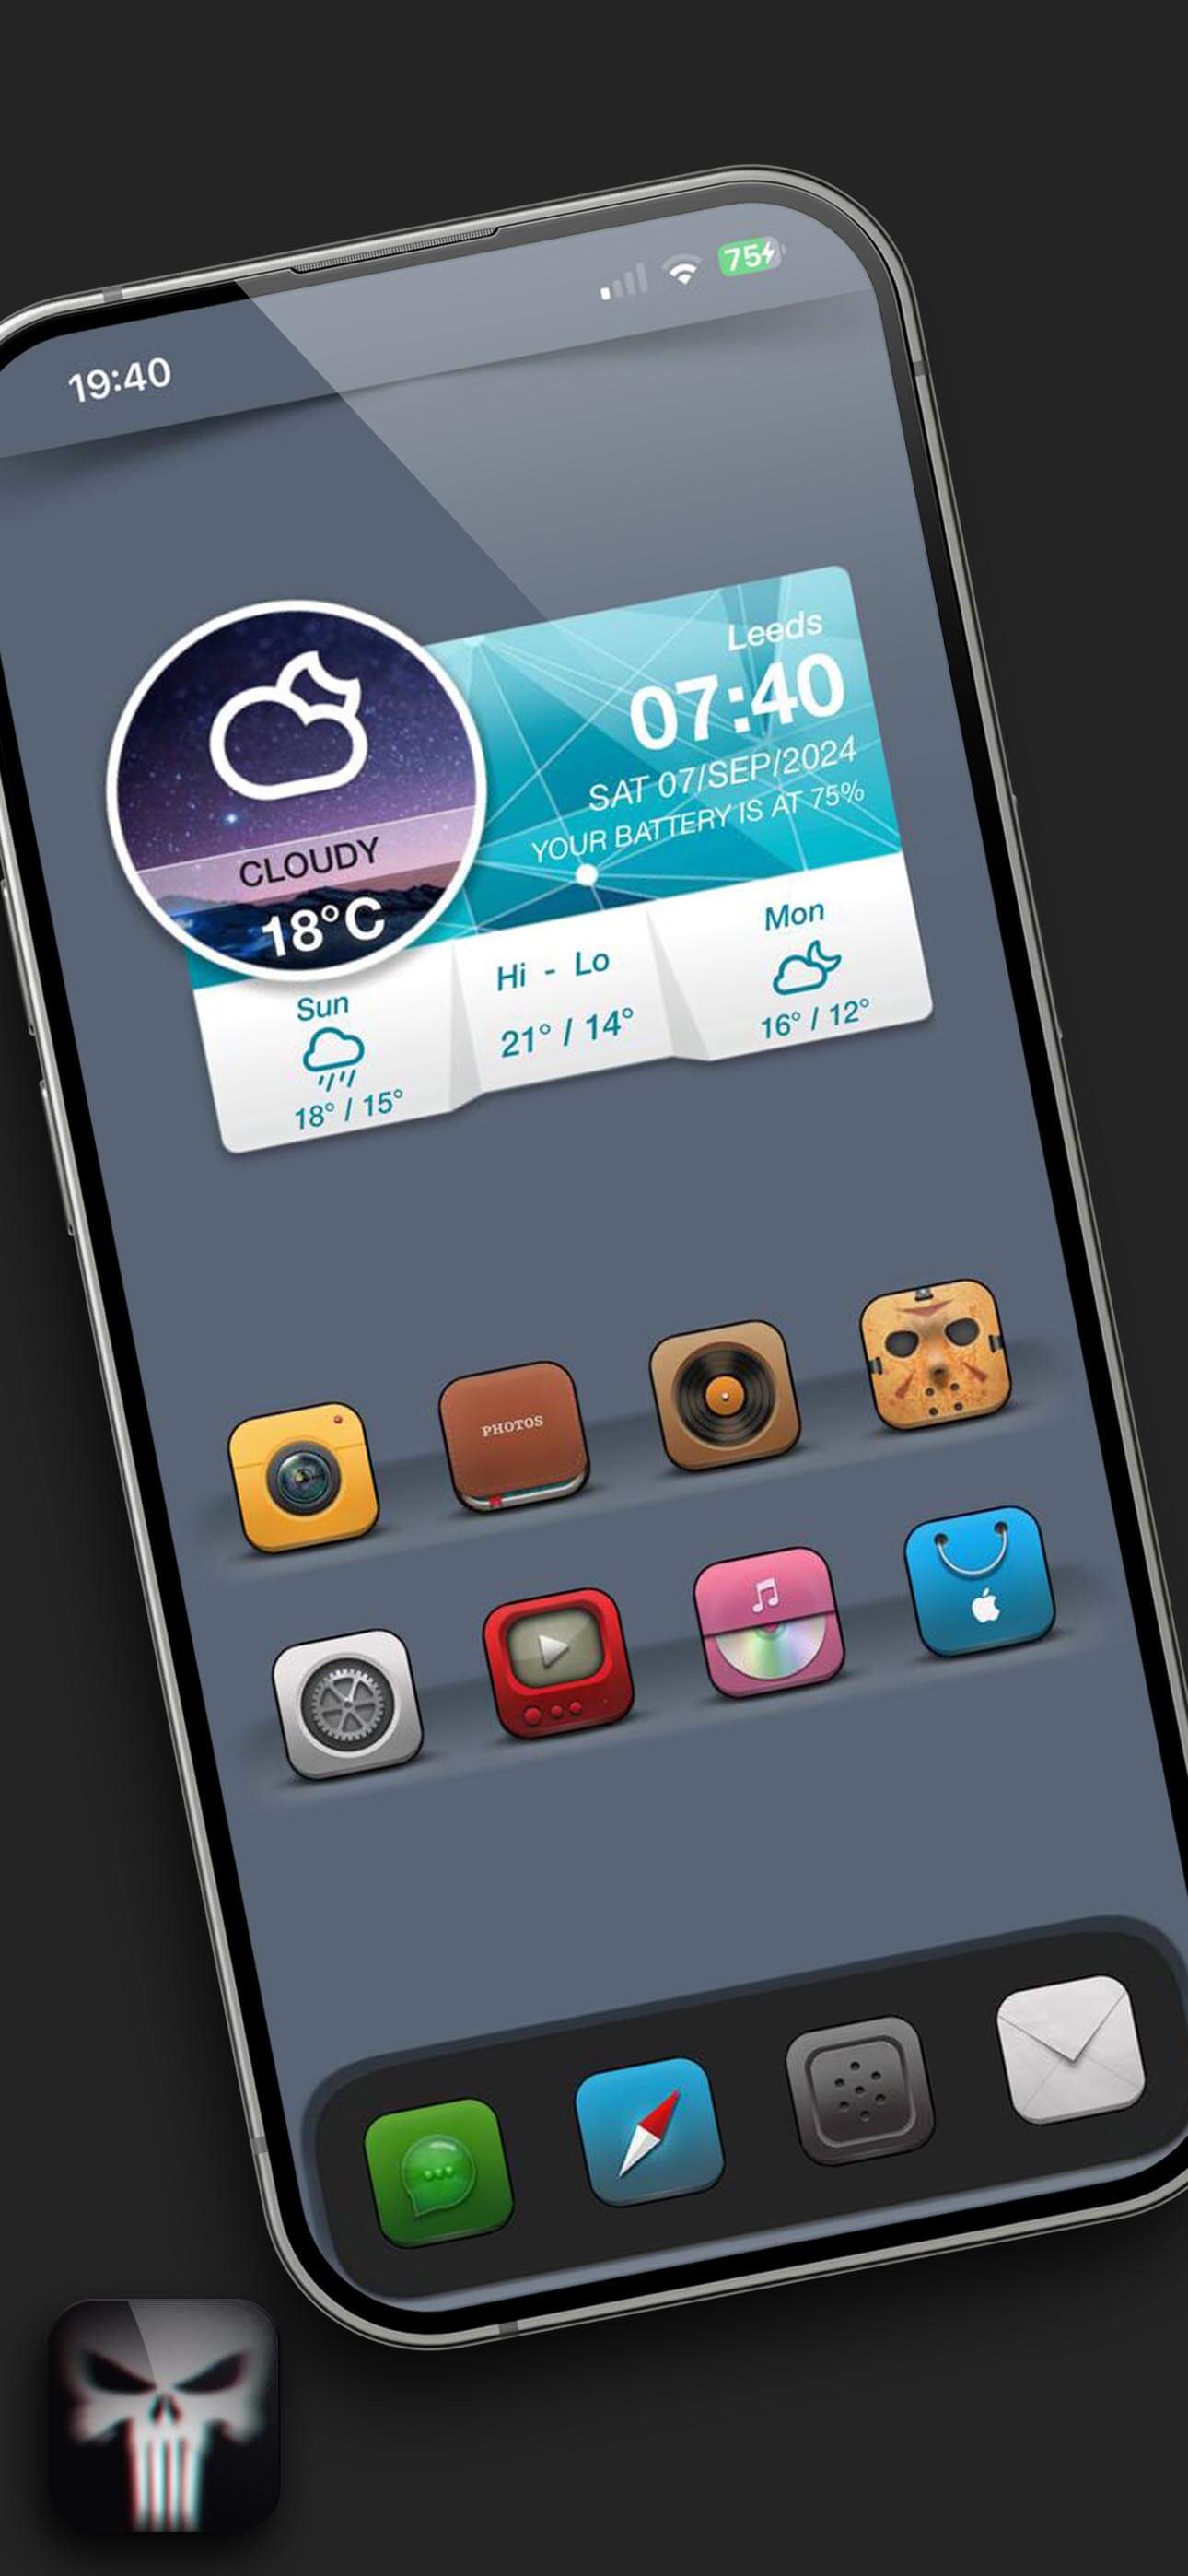 19:40
75
Leeds
07:40
SAT 07/SEP/2024
YOUR BATTERY IS AT 75%
CLOUDY
18°C
Sun
18° / 15°
Hi - Lo
21° / 14°
Mon
16° / 12°
PHOTOS